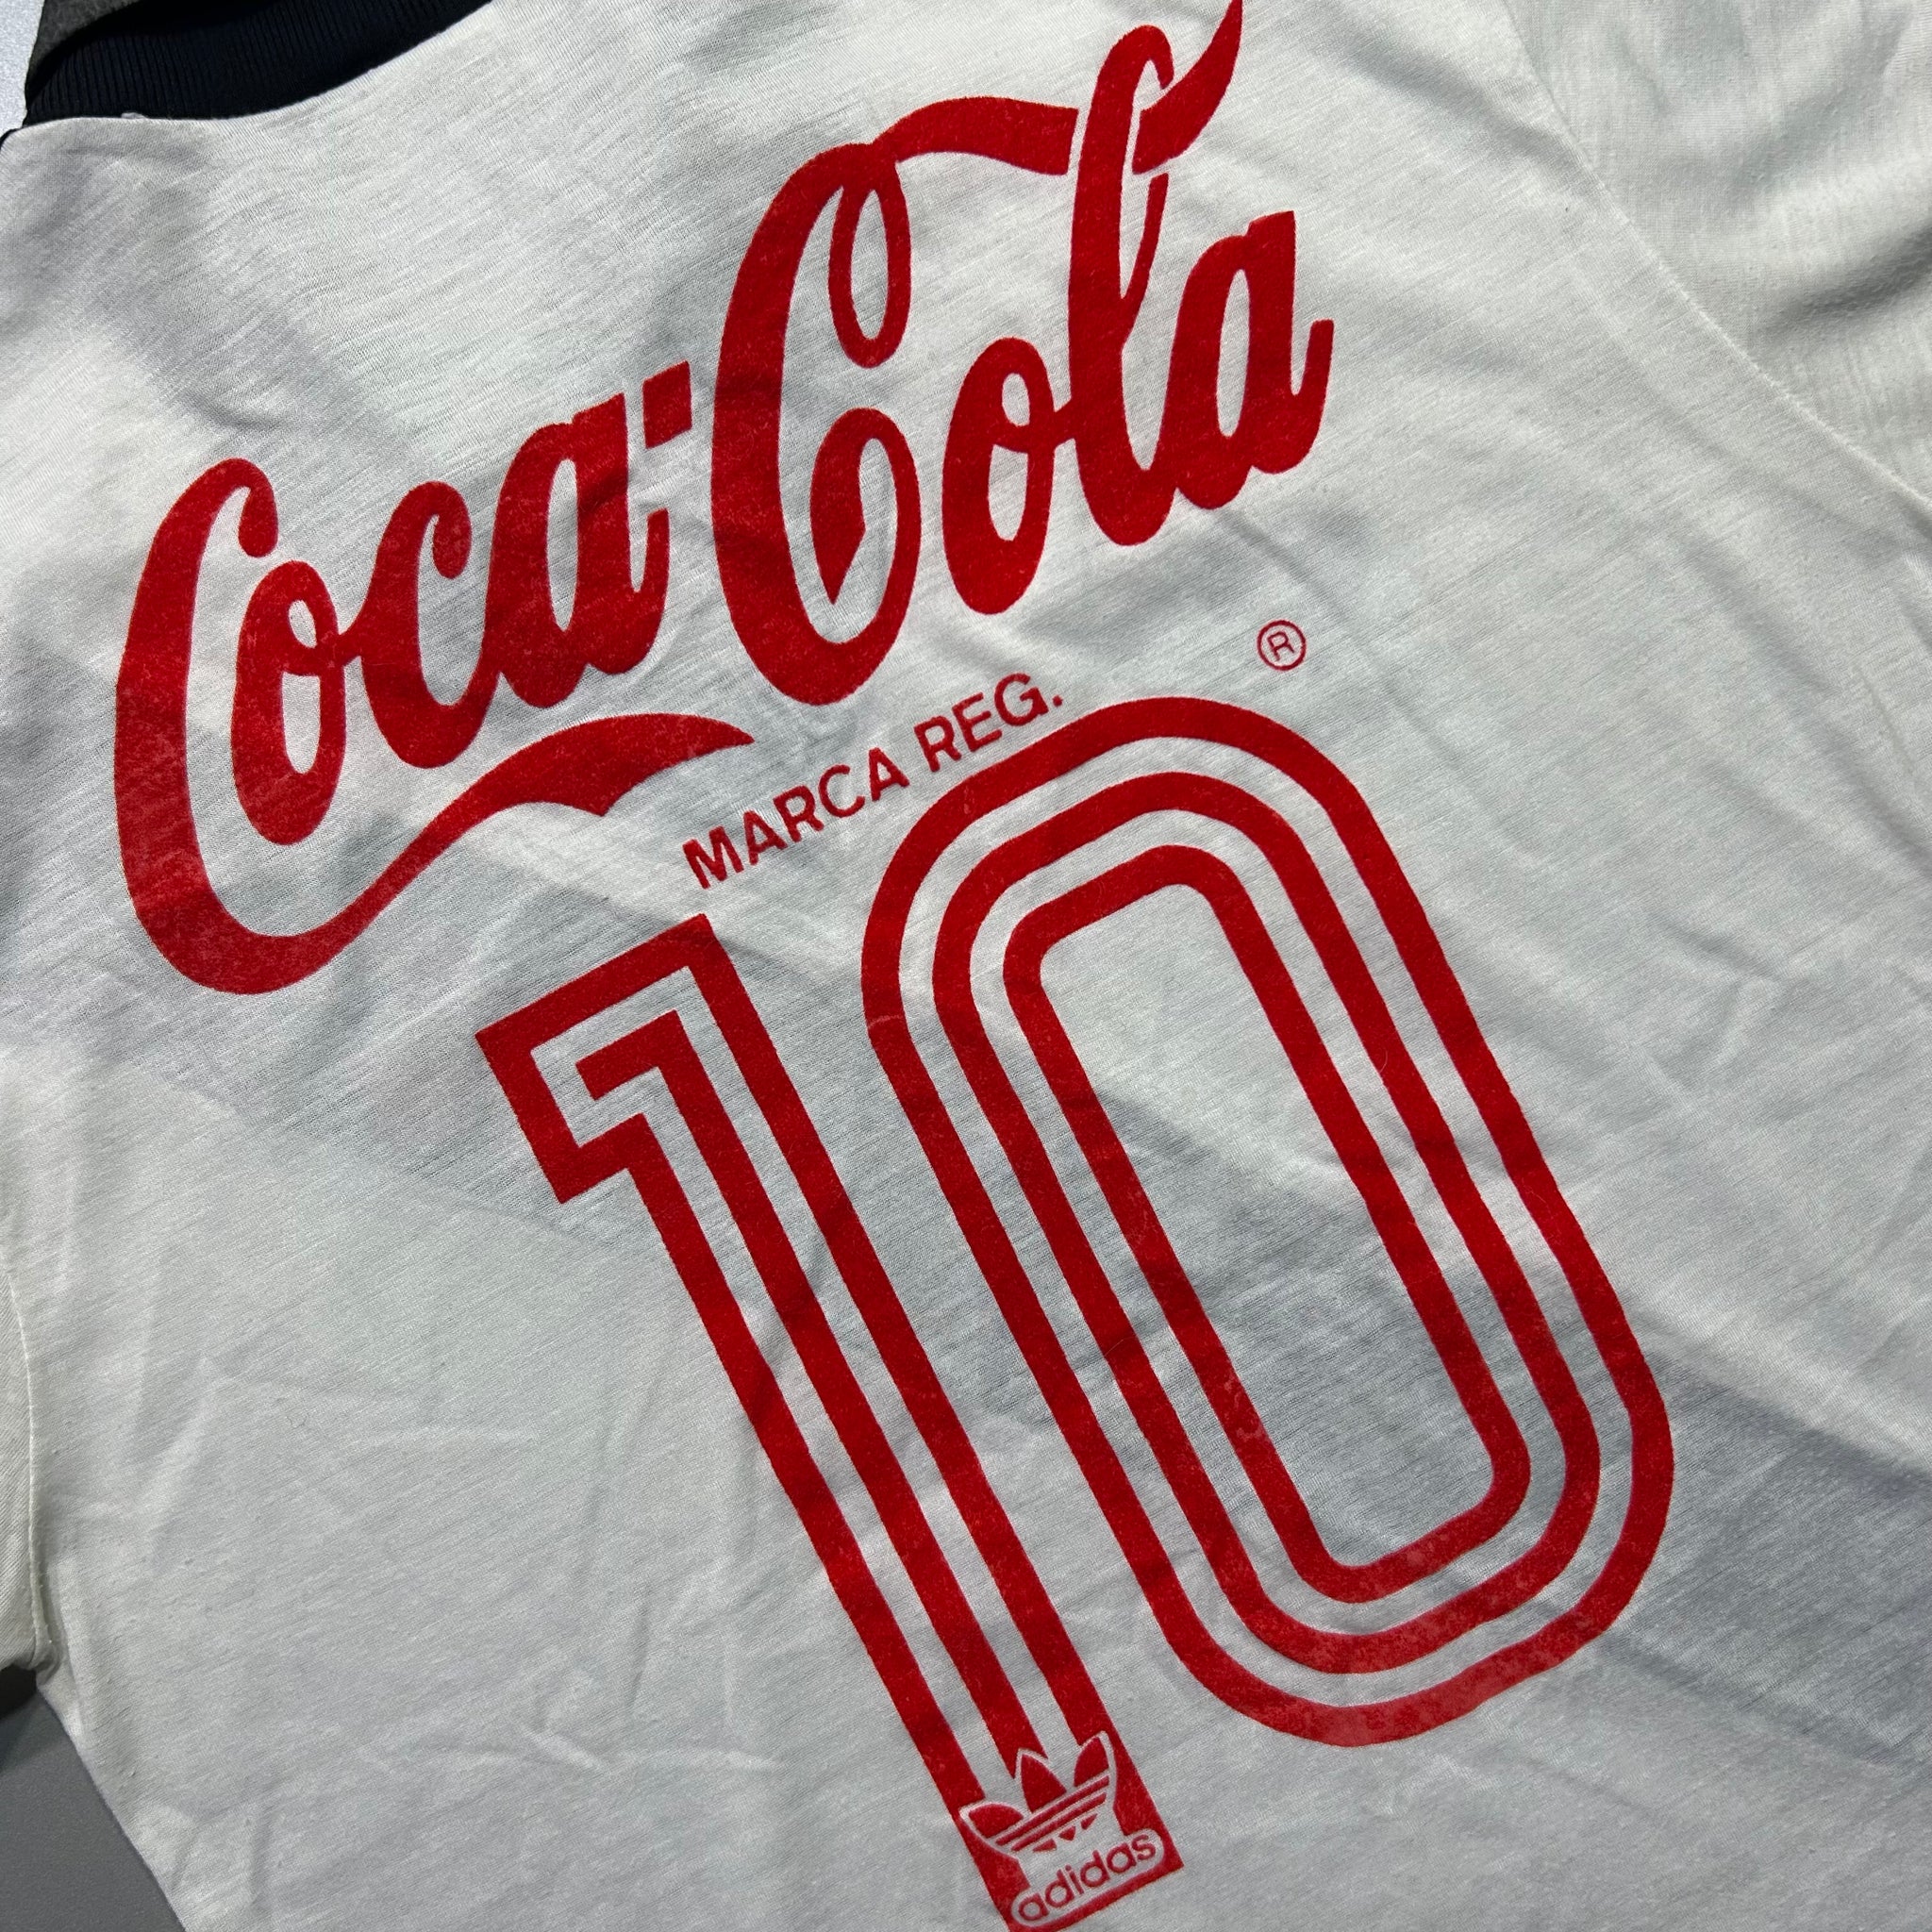 Coca-Cola
®
MARCA REG.
10
adidas